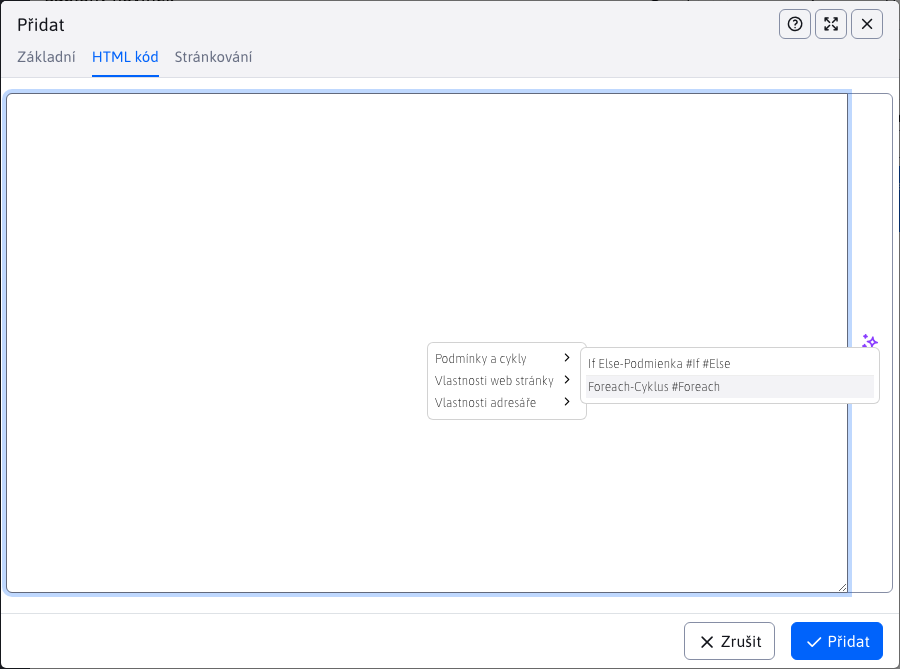 Přidat
Základní HTML kód Stránkování
Podmínky a cykly
Vlastnosti web stránky
Vlastnosti adresáře
If Else-Podmienka #If #Else
Foreach-Cyklus #Foreach
Zrušit
Přidat